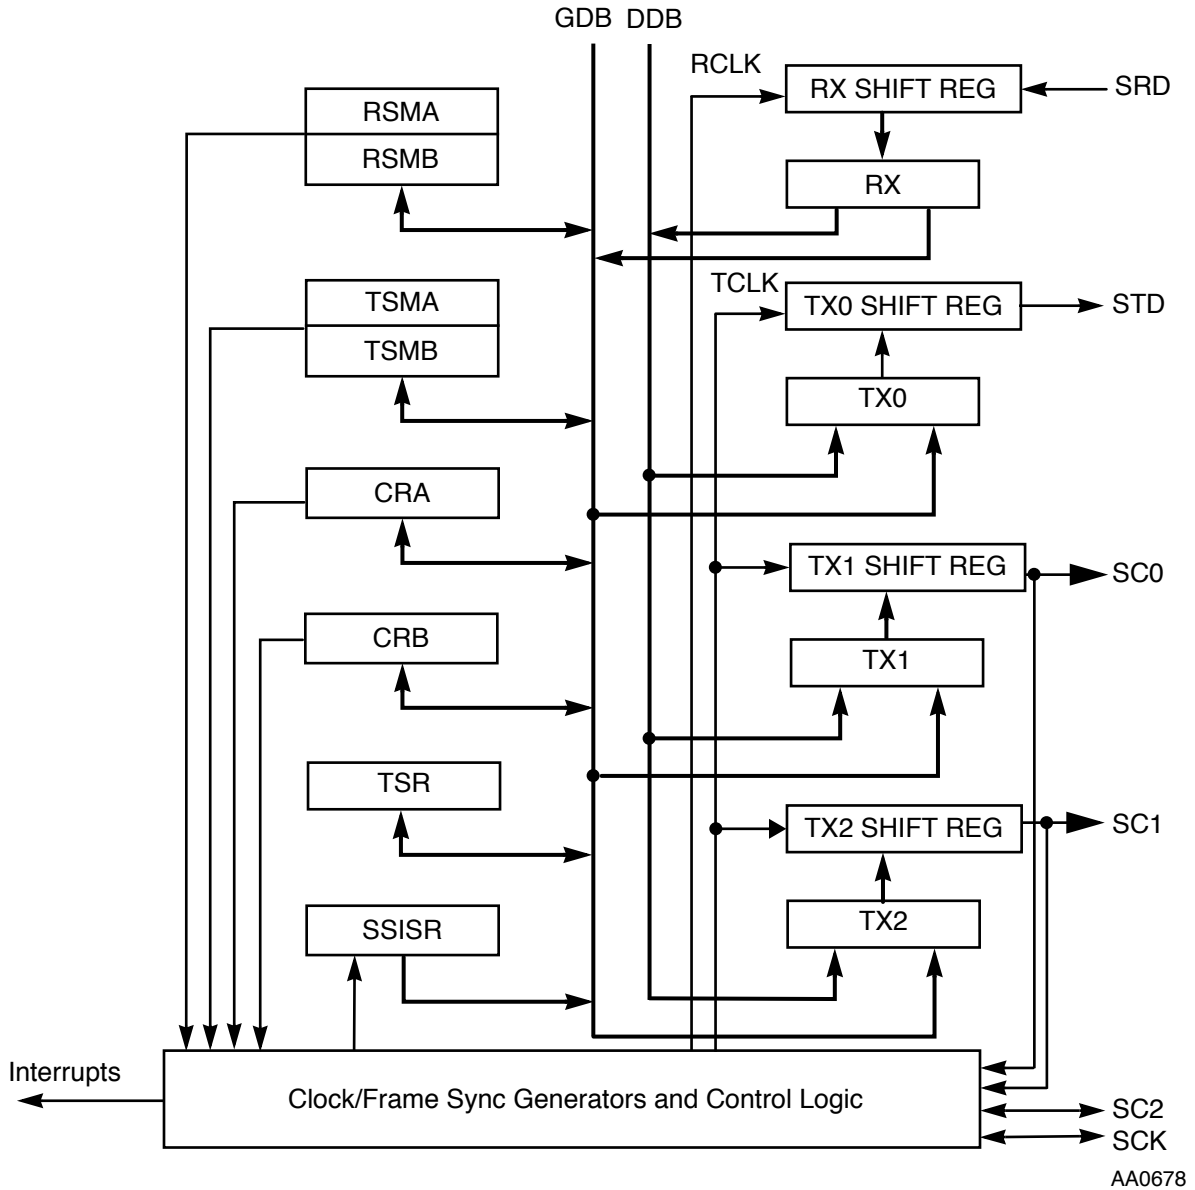 GDB DDB
RCLK
RX SHIFT REG
SRD
RSMA
RSMB
RX
TCLK
TX0 SHIFT REG
STD
TSMA
TSMB
TX0
CRA
TX1 SHIFT REG
SC0
CRB
TX1
TSR
TX2 SHIFT REG
SC1
SSISR
TX2
Interrupts
Clock/Frame Sync Generators and Control Logic
SC2
SCK
AA0678